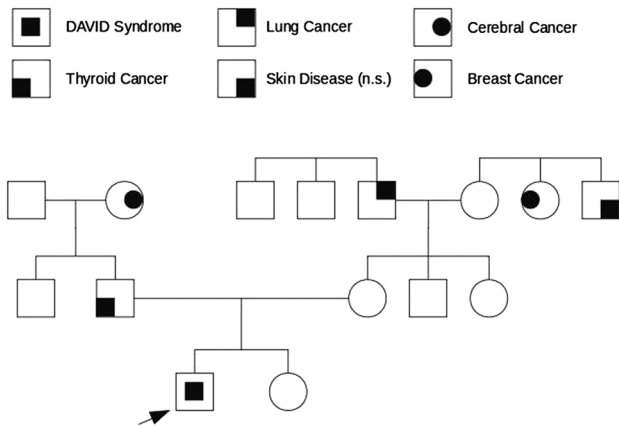 DAVID Syndrome
Lung Cancer
Cerebral Cancer
Thyroid Cancer
Skin Disease (n.s.)
Breast Cancer